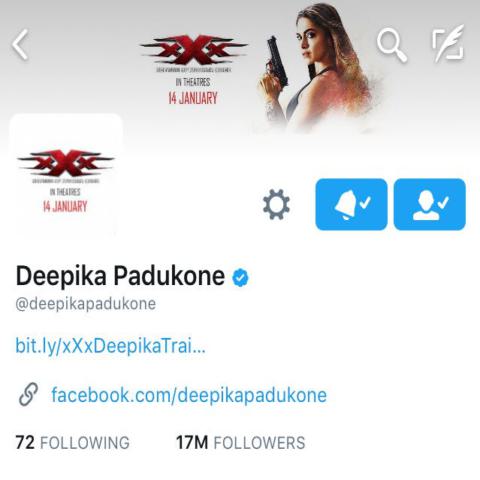 xXx
IN THEATRES
14 JANUARY
xXx
IN THEATRES
14 JANUARY
Deepika Padukone
@deepikapadukone
bit.ly/xXxDeepikaTrai...
facebook.com/deepikapadukone
72 FOLLOWING 17M FOLLOWERS